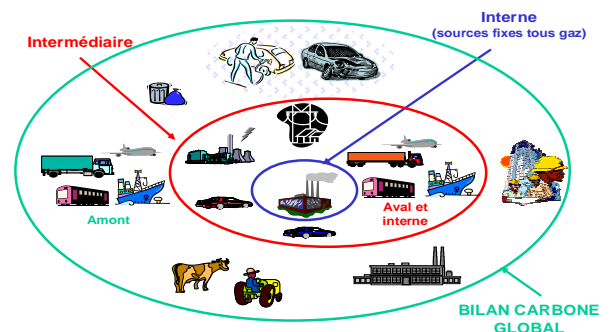 Interne
(sources fixes tous gaz)
Intermédiaire
Amont
Aval et
interne
BILAN CARBONE
GLOBAL